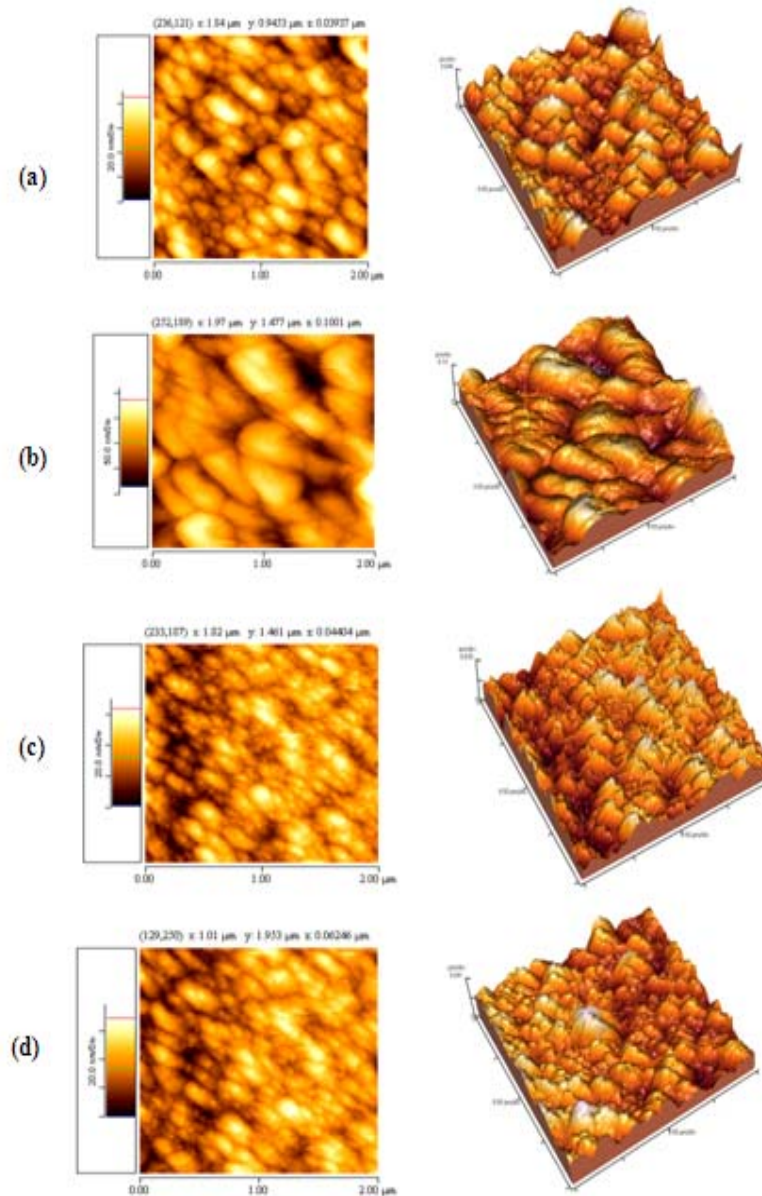 (236,121) x: 1.84 μm y: 0.9453 μm z: 0.03937 μm
20.0 nm/Div
(a)
0.00 1.00 2.00 μm
(252,189) x: 1.97 μm y: 1.477 μm z: 0.1001 μm
50.0 nm/Div
(b)
0.00 1.00 2.00 μm
(233,187) x: 1.82 μm y: 1.461 μm z: 0.04404 μm
20.0 nm/Div
(c)
0.00 1.00 2.00 μm
(129,250) x: 1.01 μm y: 1.953 μm z: 0.06246 μm
20.0 nm/Div
(d)
0.00 1.00 2.00 μm